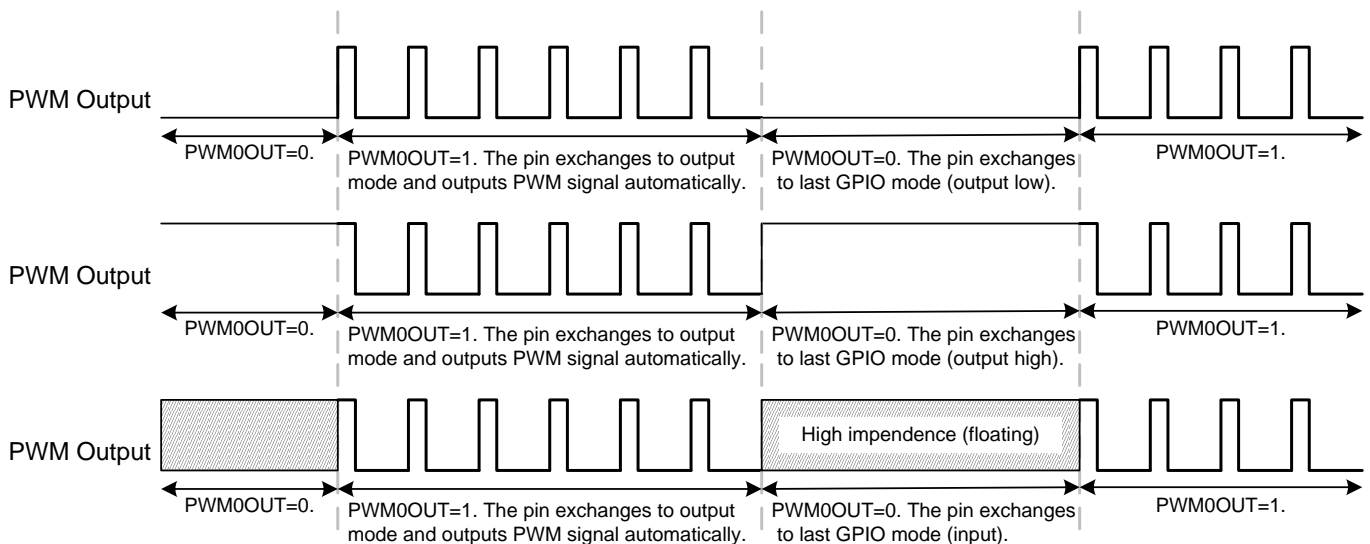 PWM Output
PWM0OUT=0.
PWM0OUT=1. The pin exchanges to output
mode and outputs PWM signal automatically.
PWM0OUT=0. The pin exchanges
to last GPIO mode (output low).
PWM0OUT=1.
PWM Output
PWM0OUT=0.
PWM0OUT=1. The pin exchanges to output
mode and outputs PWM signal automatically.
PWM0OUT=0. The pin exchanges
to last GPIO mode (output high).
PWM0OUT=1.
PWM Output
High impendence (floating)
PWM0OUT=0.
PWM0OUT=1. The pin exchanges to output
mode and outputs PWM signal automatically.
PWM0OUT=0. The pin exchanges
to last GPIO mode (input).
PWM0OUT=1.